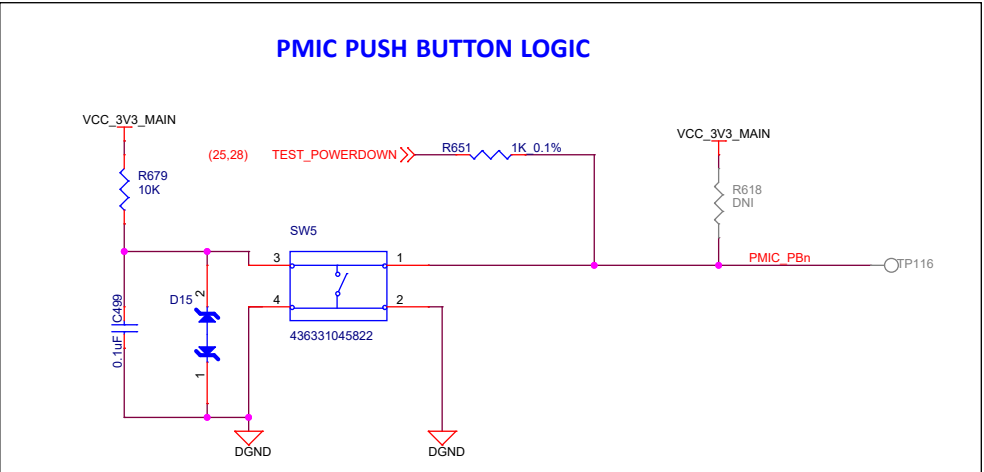 PMIC PUSH BUTTON LOGIC
VCC_3V3_MAIN
(25,28) TEST_POWERDOWN
R651 1K_0.1%
VCC_3V3_MAIN
R679
10K
R618
DNI
SW5
3
1
PMIC_PBn
TP116
4
2
C499
0.1uF
D15
2
1
436331045822
DGND
DGND